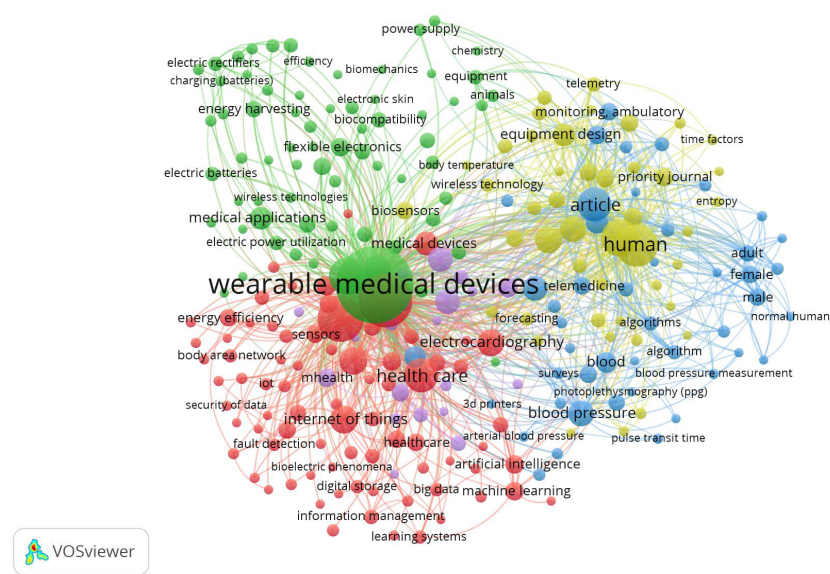 power supply
chemistry
electric rectifiers
efficiency
biomechanics
charging (batteries)
equipment
telemetry
animals
electronic skin
energy harvesting
monitoring, ambulatory
biocompatibility
equipment design
time factors
flexible electronics
body temperature
electric batteries
priority journal
wireless technology
wireless technologies
entropy
article
biosensors
medical applications
electric power utilization
medical devices
human
adult
female
wearable medical devices
telemedicine
male
normal human
energy efficiency
forecasting
algorithms
sensors
electrocardiography
algorithm
body area network
blood
surveys
blood pressure measurement
health care
mhealth
iot
photoplethysmography (ppg)
security of data
3d printers
blood pressure
internet of things
arterial blood pressure
pulse transit time
fault detection
healthcare
bioelectric phenomena
artificial intelligence
digital storage
big data
machine learning
information management
learning systems
VOSviewer